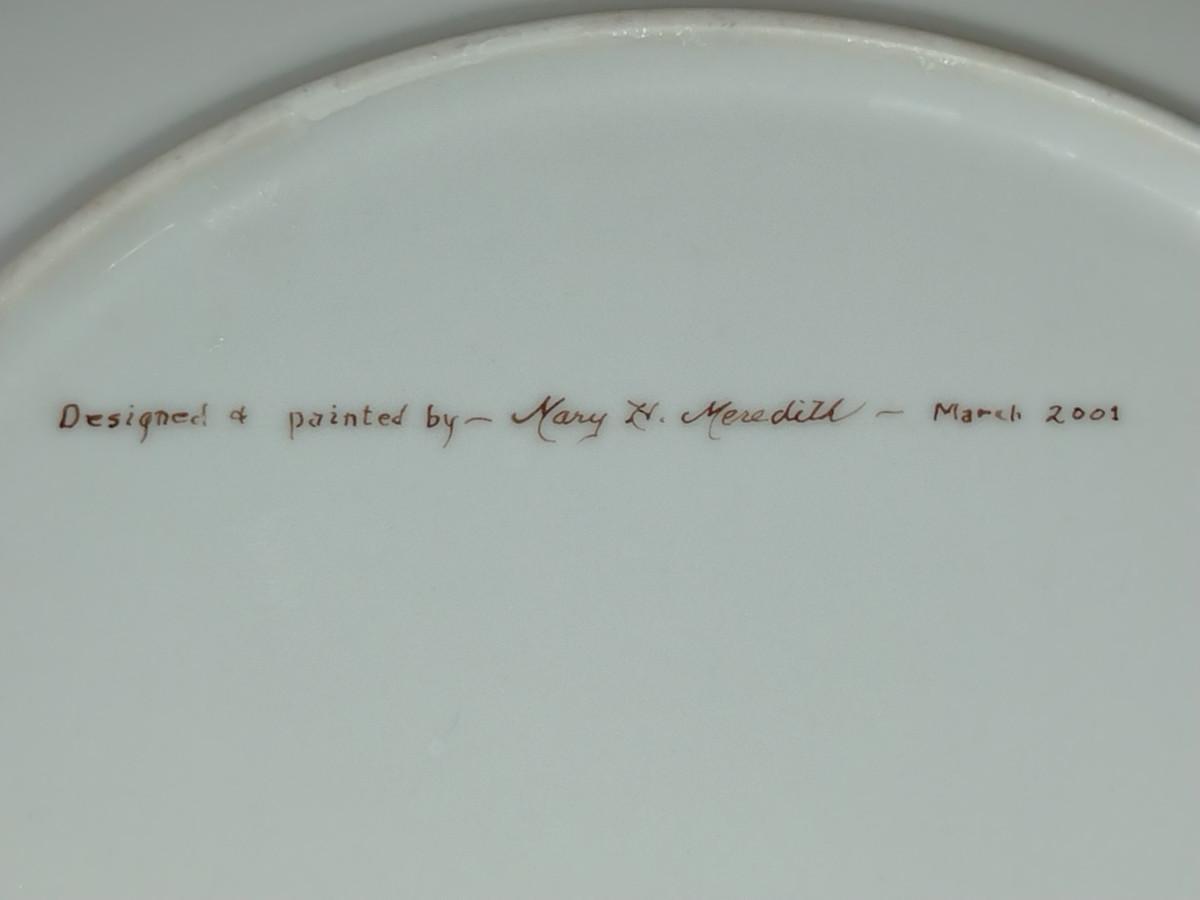 Designed & painted by— Mary H. Meredith — March 2001